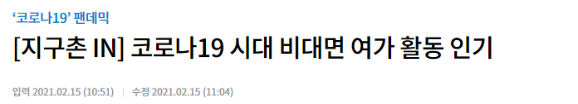 ‘코로나19’ 팬데믹
[지구촌 IN] 코로나19 시대 비대면 여가 활동 인기
입력 2021.02.15 (10:51) | 수정 2021.02.15 (11:04)